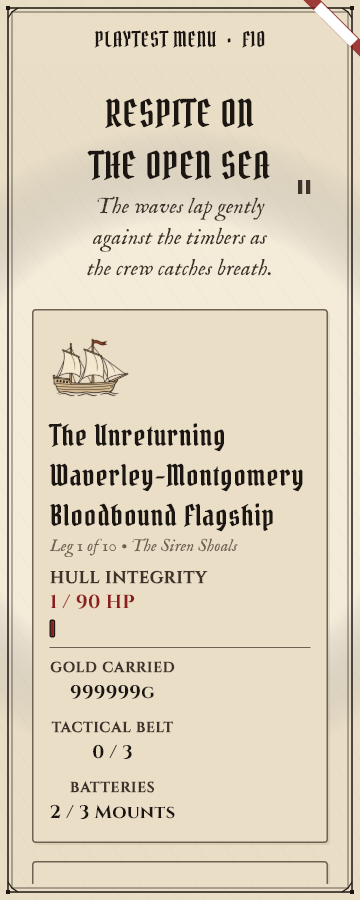 PLAYTEST MENU · F10
RESPITE ON
THE OPEN SEA
The waves lap gently
against the timbers as
the crew catches breath.
The Unreturning
Waverley-Montgomery
Bloodbound Flagship
Leg 1 of 10 • The Siren Shoals
HULL INTEGRITY
1 / 90 HP
GOLD CARRIED
999999G
TACTICAL BELT
0 / 3
BATTERIES
2 / 3 MOUNTS